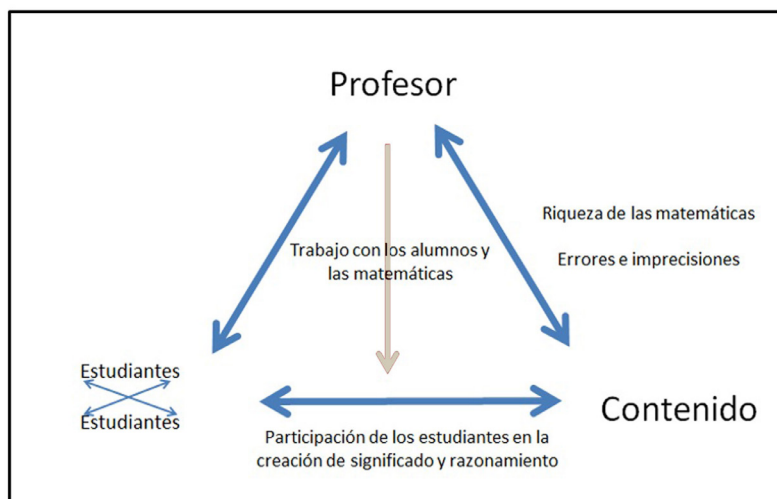 Profesor
Riqueza de las matemáticas
Trabajo con los alumnos y
las matemáticas
Errores e imprecisiones
Estudiantes
Estudiantes
Contenido
Participación de los estudiantes en la
creación de significado y razonamiento